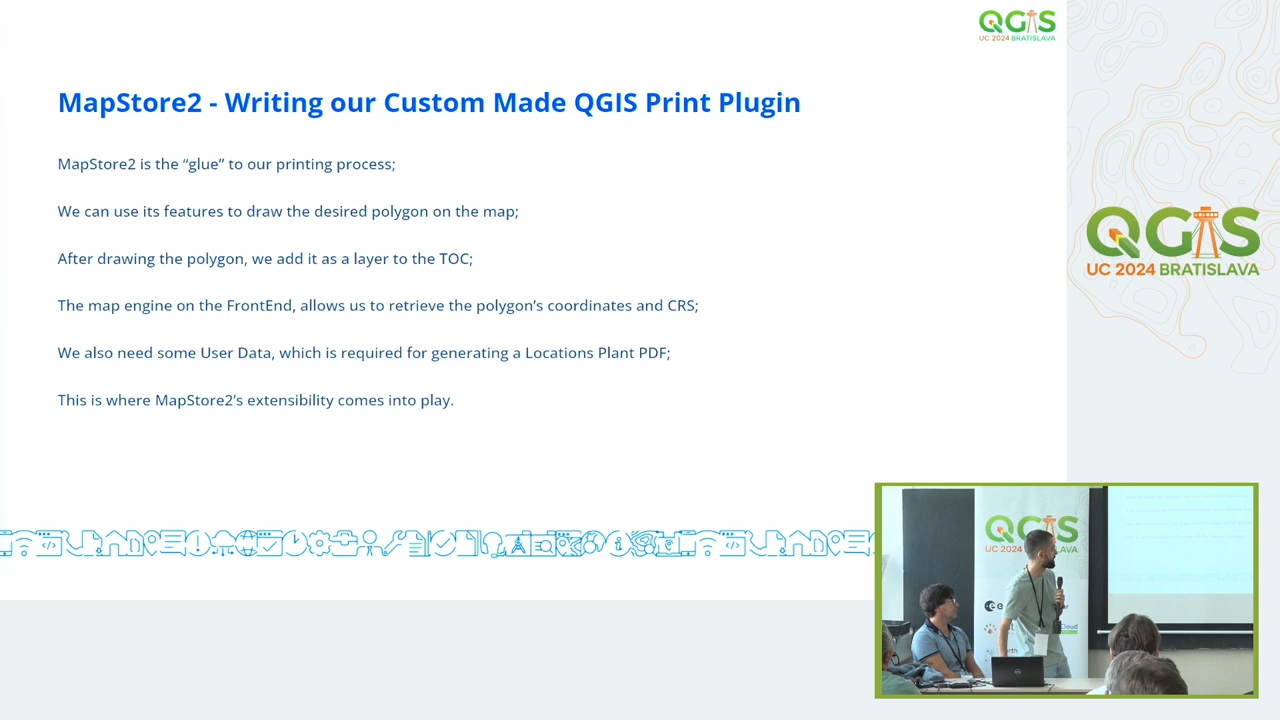 QGIS
UC 2024 BRATISLAVA
MapStore2 - Writing our Custom Made QGIS Print Plugin
MapStore2 is the “glue” to our printing process;
We can use its features to draw the desired polygon on the map;
After drawing the polygon, we add it as a layer to the TOC;
The map engine on the FrontEnd, allows us to retrieve the polygon’s coordinates and CRS;
We also need some User Data, which is required for generating a Locations Plant PDF;
This is where MapStore2’s extensibility comes into play.
QGIS
UC 2024 BRATISLAVA
QGIS
UC 2024 BRATISLAVA